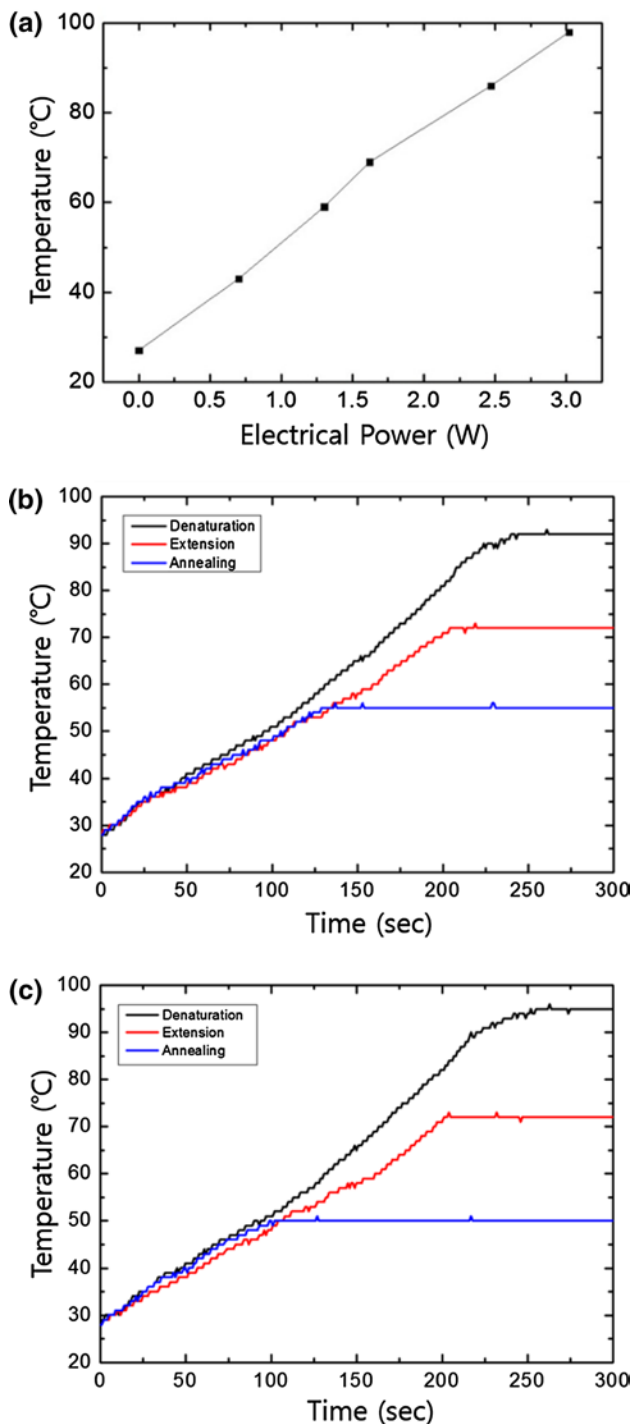 (a)
100
80
60
40
20
Temperature (°C)
0.0 0.5 1.0 1.5 2.0 2.5 3.0
Electrical Power (W)
(b)
100
90
80
70
60
50
40
30
20
Temperature (°C)
Denaturation
Extension
Annealing
0 50 100 150 200 250 300
Time (sec)
(c)
100
90
80
70
60
50
40
30
20
Temperature (°C)
Denaturation
Extension
Annealing
0 50 100 150 200 250 300
Time (sec)